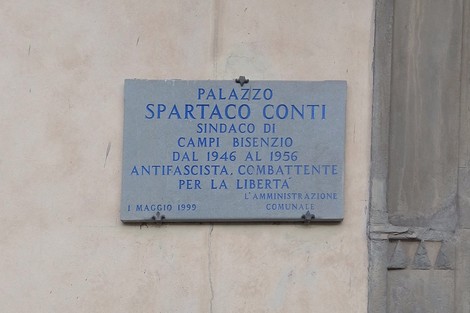 PALAZZO
SPARTACO CONTI
SINDACO DI
CAMPI BISENZIO
DAL 1946 AL 1956
ANTIFASCISTA, COMBATTENTE
PER LA LIBERTA'
L'AMMINISTRAZIONE
1 MAGGIO 1999 COMUNALE